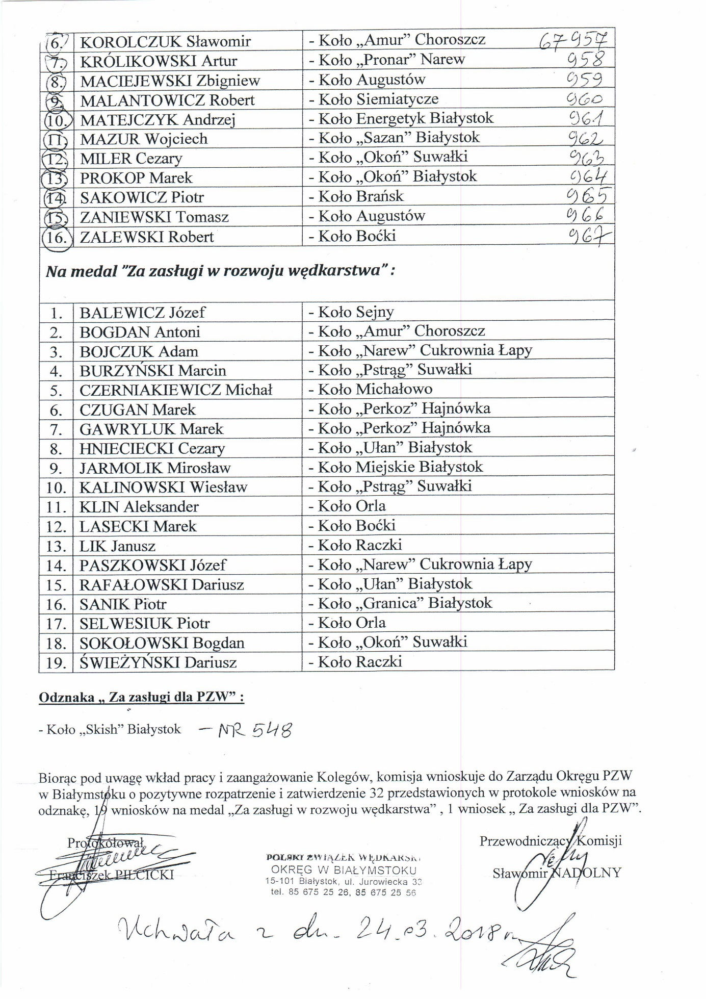 6. KOROLCZUK Sławomir - Koło „Amur” Choroszcz 67957
7. KRÓLIKOWSKI Artur - Koło „Pronar” Narew 958
8. MACIEJEWSKI Zbigniew - Koło Augustów 959
9. MALANTOWICZ Robert - Koło Siemiatycze 960
10. MATEJCZYK Andrzej - Koło Energetyk Białystok 961
11. MAZUR Wojciech - Koło „Sazan” Białystok 962
12. MILER Cezary - Koło „Okoń” Suwałki 963
13. PROKOP Marek - Koło „Okoń” Białystok 964
14. SAKOWICZ Piotr - Koło Brańsk 965
15. ZANIEWSKI Tomasz - Koło Augustów 966
16. ZALEWSKI Robert - Koło Boćki 967
Na medal "Za zasługi w rozwoju wędkarstwa" :
1. BALEWICZ Józef - Koło Sejny
2. BOGDAN Antoni - Koło „Amur” Choroszcz
3. BOJCZUK Adam - Koło „Narew” Cukrownia Łapy
4. BURZYŃSKI Marcin - Koło „Pstrąg” Suwałki
5. CZERNIAKIEWICZ Michał - Koło Michałowo
6. CZUGAN Marek - Koło „Perkoz” Hajnówka
7. GAWRYLUK Marek - Koło „Perkoz” Hajnówka
8. HNIECIECKI Cezary - Koło „Ułan” Białystok
9. JARMOLIK Mirosław - Koło Miejskie Białystok
10. KALINOWSKI Wiesław - Koło „Pstrąg” Suwałki
11. KLIN Aleksander - Koło Orla
12. LASECKI Marek - Koło Boćki
13. LIK Janusz - Koło Raczki
14. PASZKOWSKI Józef - Koło „Narew” Cukrownia Łapy
15. RAFAŁOWSKI Dariusz - Koło „Ułan” Białystok
16. SANIK Piotr - Koło „Granica” Białystok
17. SELWESIUK Piotr - Koło Orla
18. SOKOŁOWSKI Bogdan - Koło „Okoń” Suwałki
19. ŚWIEŻYŃSKI Dariusz - Koło Raczki
Odznaka „ Za zasługi dla PZW” :
- Koło „Skish” Białystok – NR 548
Biorąc pod uwagę wkład pracy i zaangażowanie Kolegów, komisja wnioskuje do Zarządu Okręgu PZW
w Białymstoku o pozytywne rozpatrzenie i zatwierdzenie 32 przedstawionych w protokole wniosków na
odznakę, 19 wniosków na medal „Za zasługi w rozwoju wędkarstwa” , 1 wniosek „ Za zasługi dla PZW”.
Protokółował Przewodniczący Komisji
Franciszek PILCICKI Sławomir NADOLNY
POLSKI ZWIĄZEK WĘDKARSKI
OKRĘG W BIAŁYMSTOKU
15-101 Białystok, ul. Jurowiecka 33
tel. 85 675 25 26, 85 675 25 56
Uchwała z dn. 24.03.2018 r.